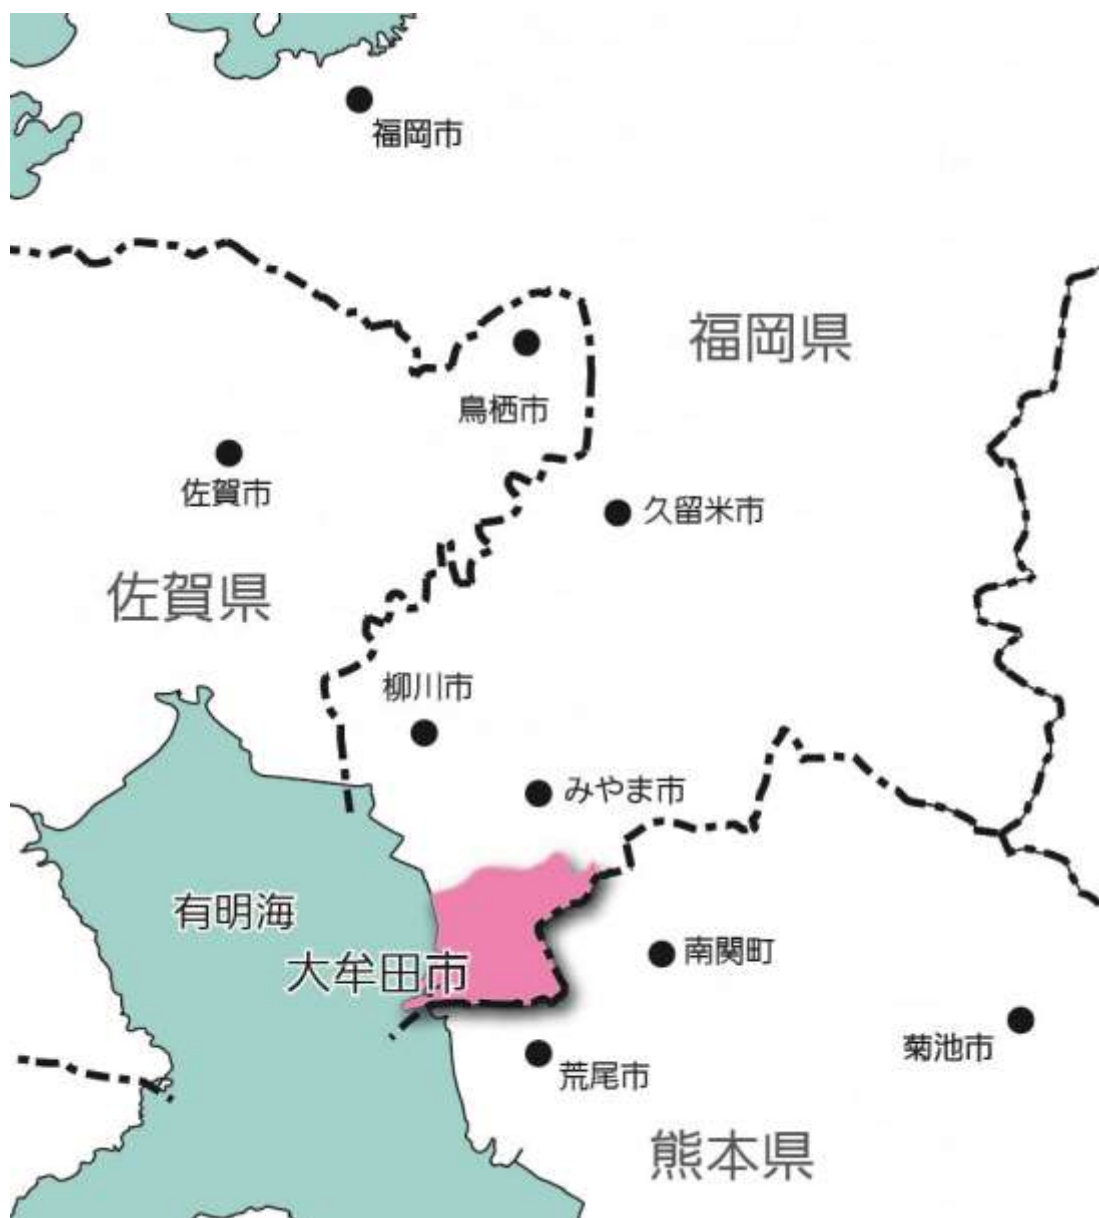 福岡市
福岡県
鳥栖市
佐賀市
久留米市
佐賀県
柳川市
みやま市
有明海
大牟田市
南関町
菊池市
荒尾市
熊本県